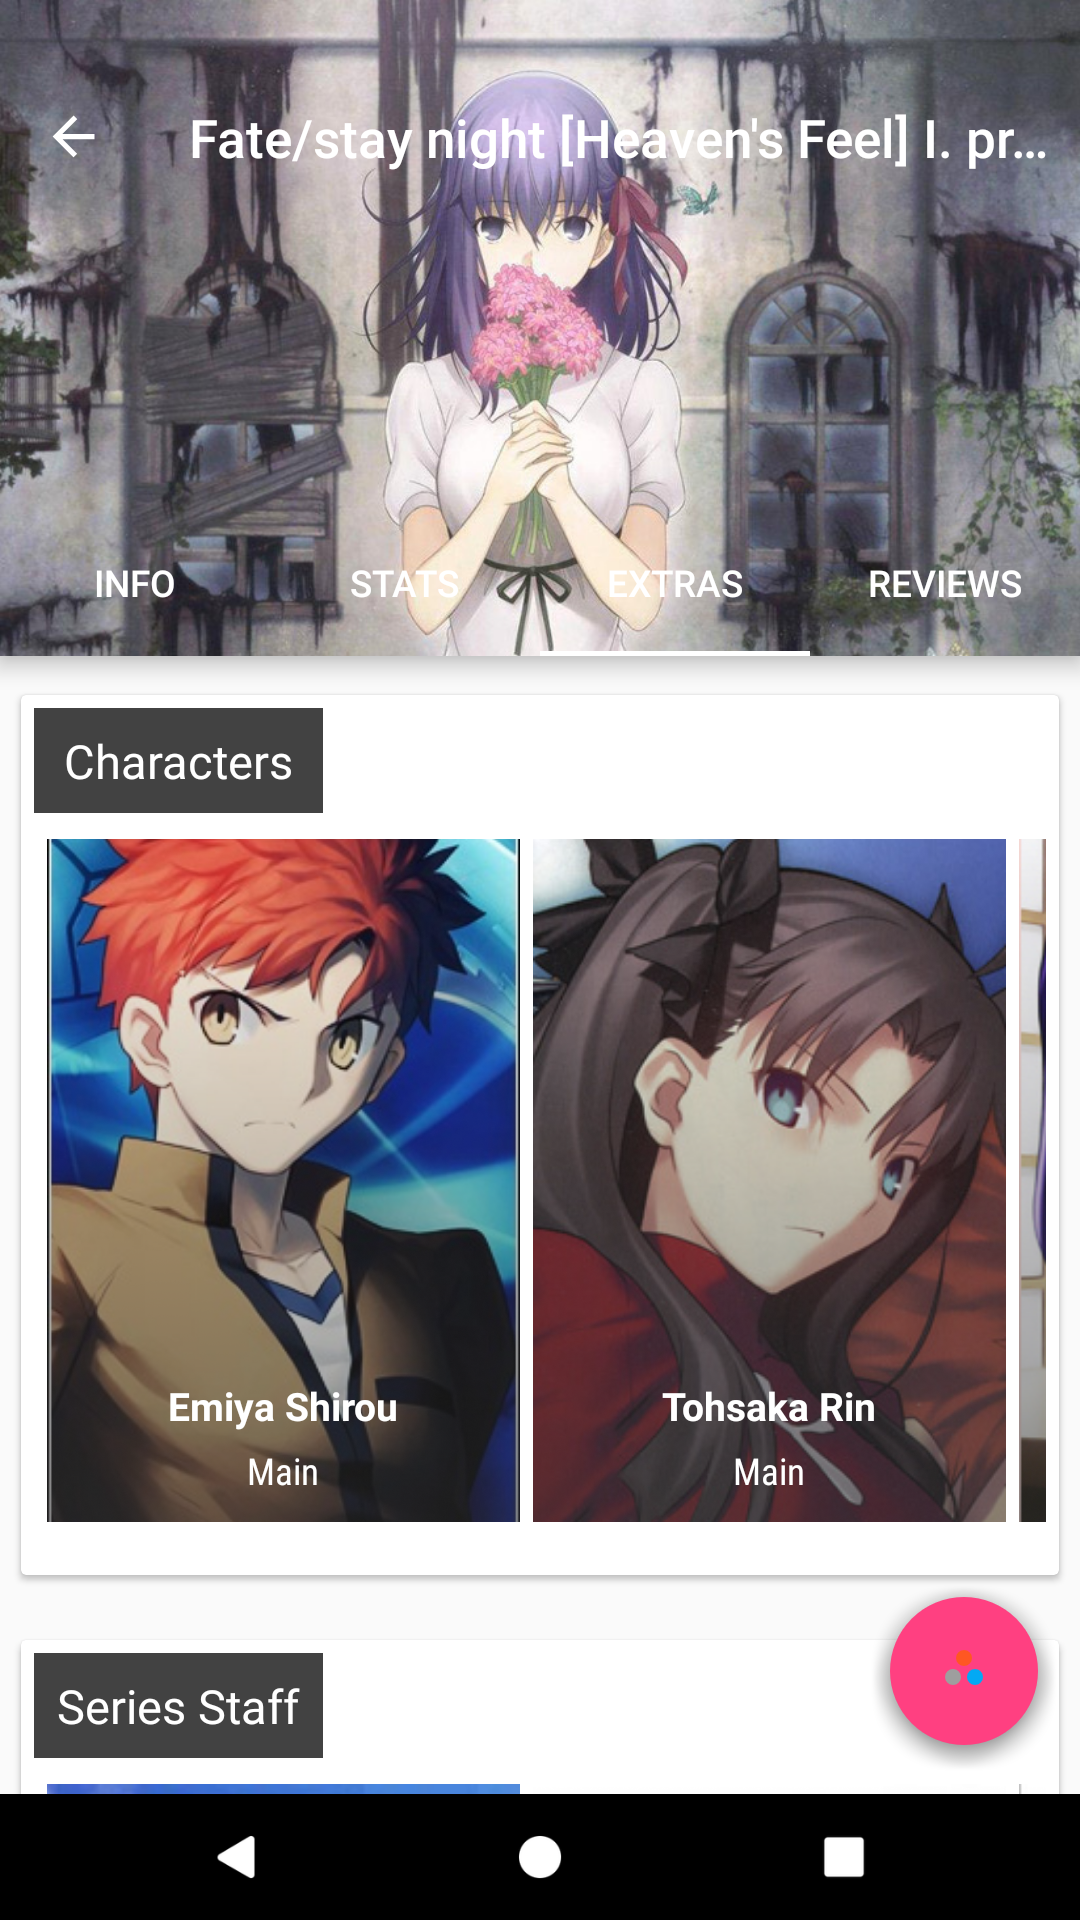 Fate/stay night [Heaven's Feel] I. pr...
INFO STATS EXTRAS REVIEWS
Characters
Emiya Shirou Tohsaka Rin
Main Main
Series Staff